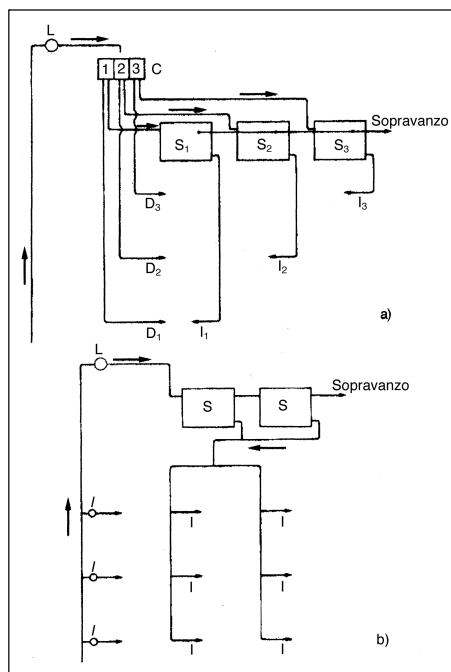 L
1 2 3 C
Sopravanzo
S1 S2 S3
D3 I3
D2 I2
D1 I1
a)
L
Sopravanzo
S S
l I I
l I I
l I I
b)